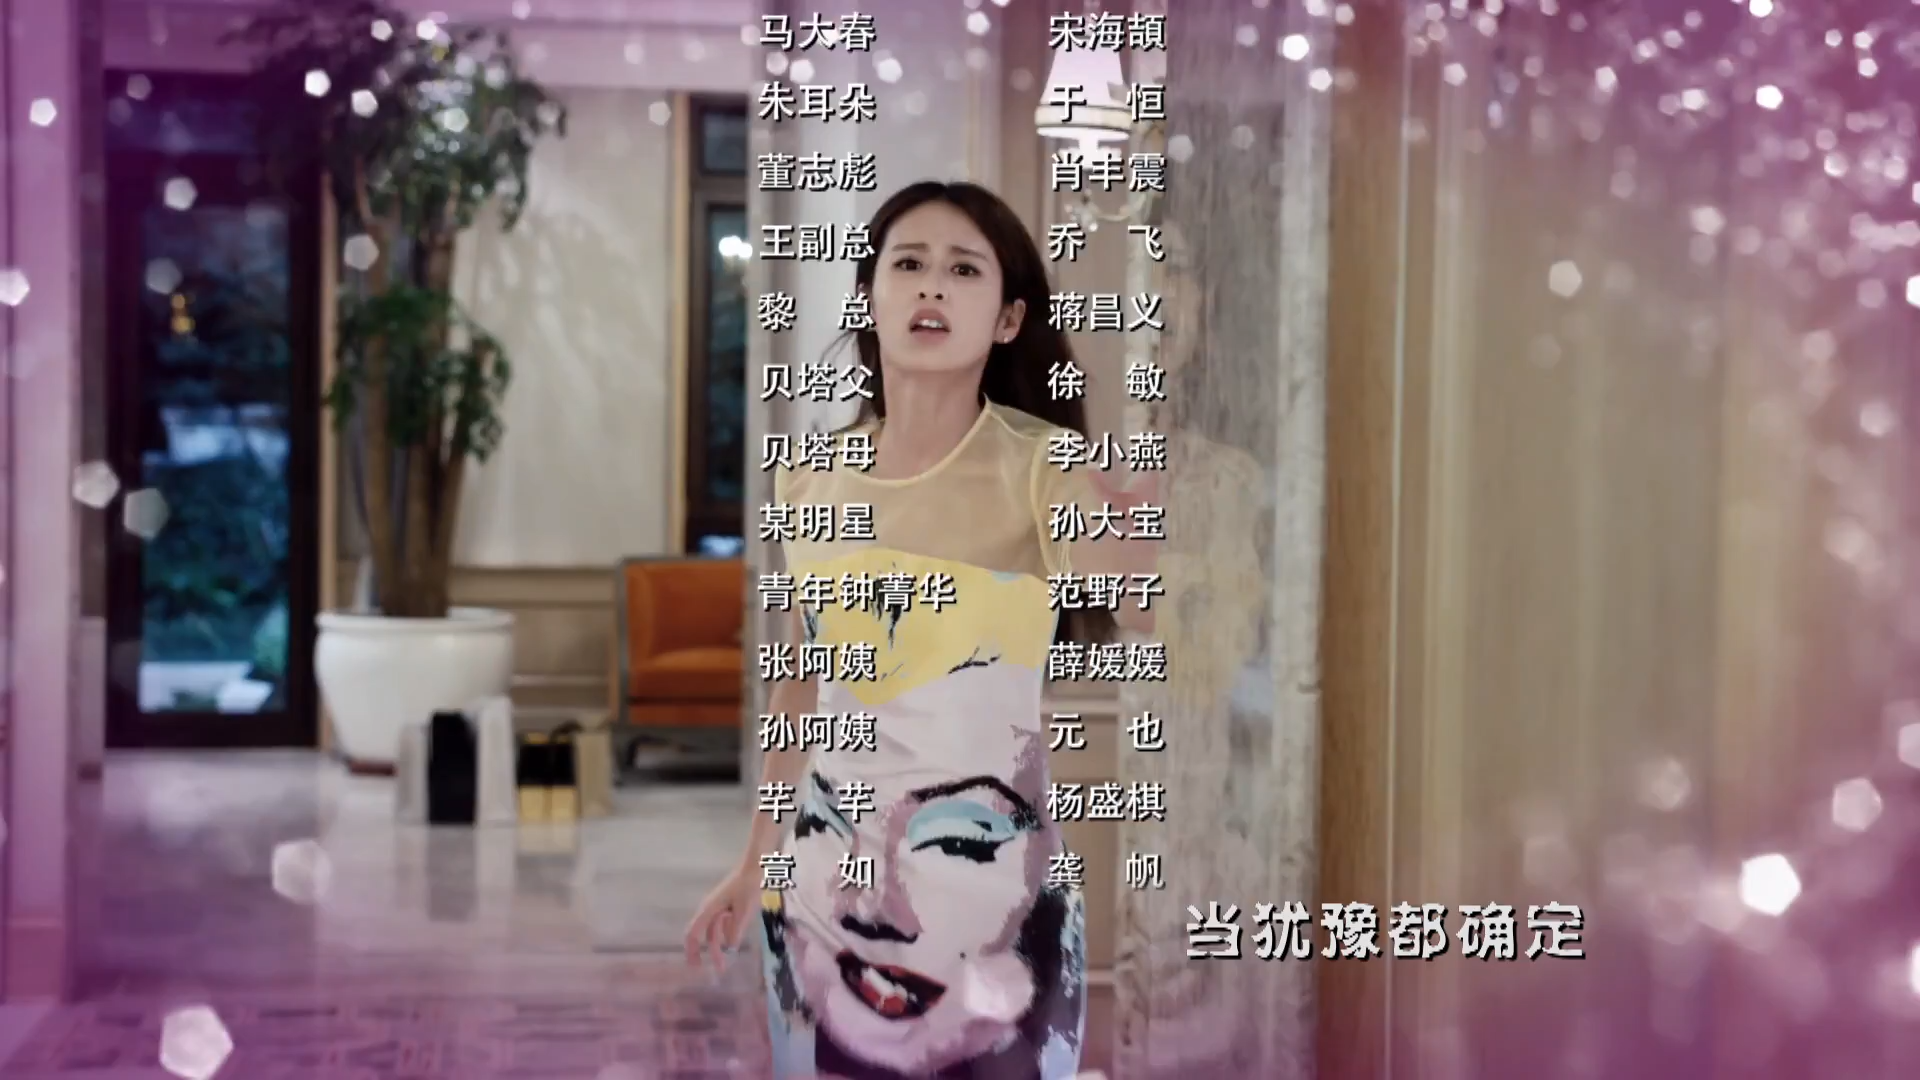 马大春 宋海颉
朱耳朵 于 恒
董志彪 肖丰震
王副总 乔 飞
黎 总 蒋昌义
贝塔父 徐 敏
贝塔母 李小燕
某明星 孙大宝
青年钟菁华 范野子
张阿姨 薛媛媛
孙阿姨 元 也
芊 芊 杨盛棋
意 如 龚 帆
当犹豫都确定